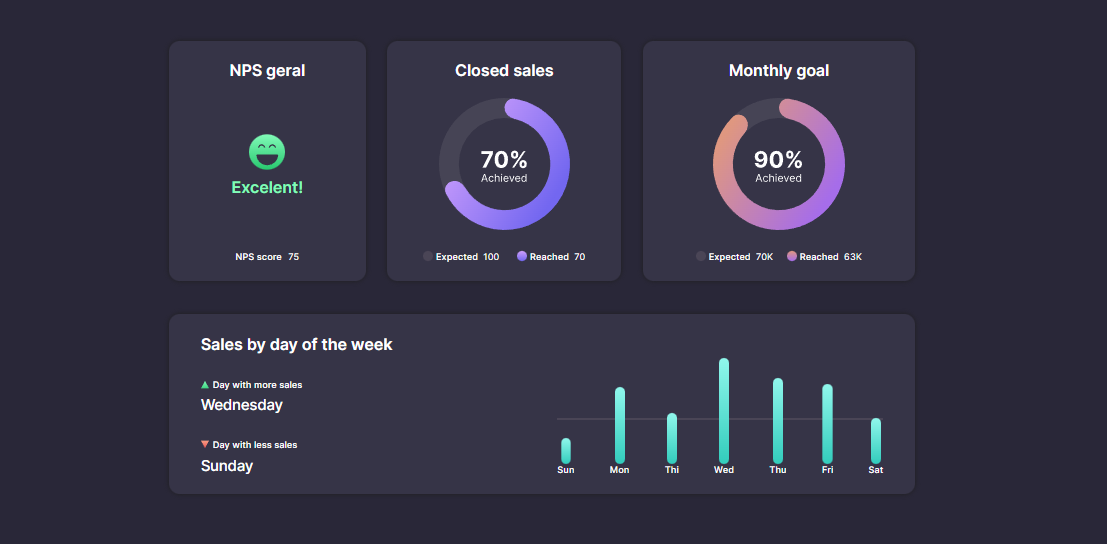 NPS geral
Excelent!
NPS score 75
Closed sales
70%
Achieved
Expected 100 Reached 70
Monthly goal
90%
Achieved
Expected 70K Reached 63K
Sales by day of the week
Day with more sales
Wednesday
Day with less sales
Sunday
Sun Mon Thi Wed Thu Fri Sat